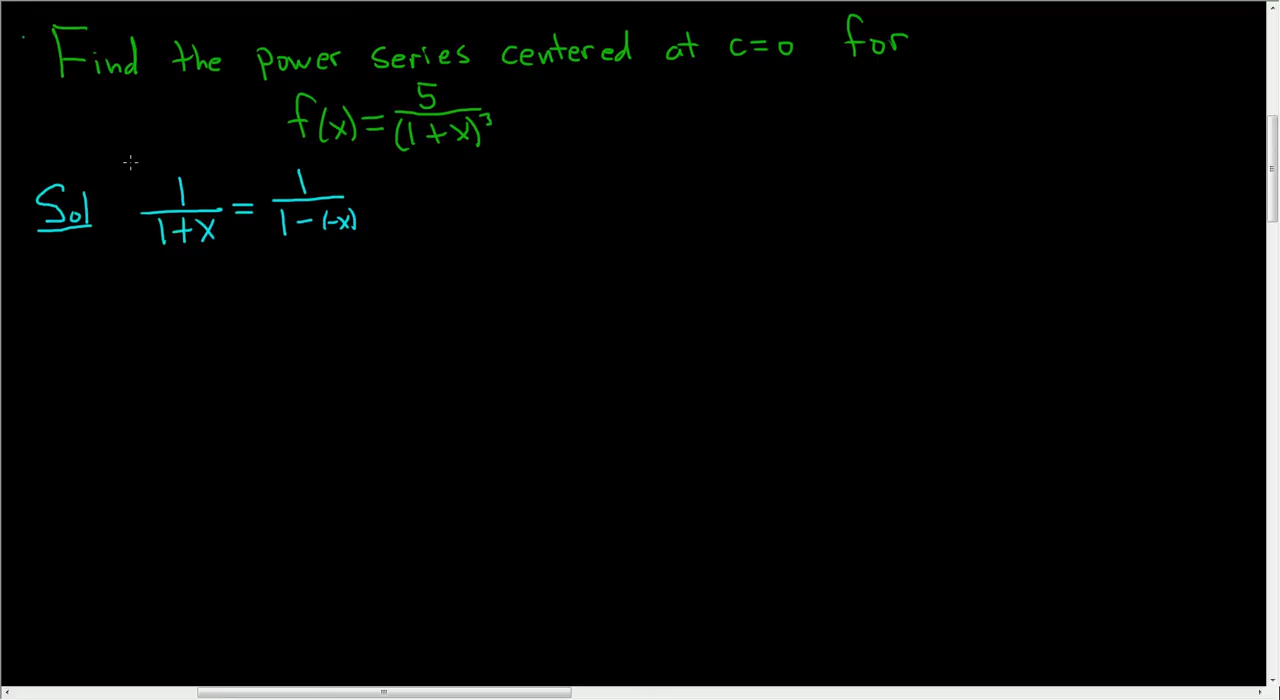 Find the power series centered at c=0 for
f(x)=5/(1+x)³
Sol 1/(1+x) = 1/(1-(-x))